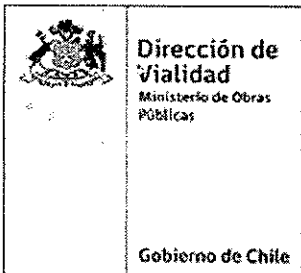 Dirección de
Vialidad
Ministerio de Obras
Públicas
Gobierno de Chile